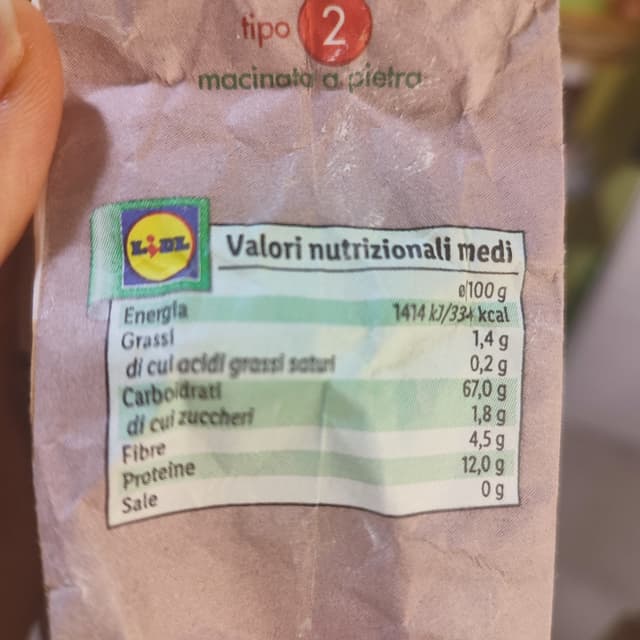 tipo 2
macinato a pietra
LIDL
Valori nutrizionali medi
ø100 g
Energia 1414 kJ/334 kcal
Grassi 1,4 g
di cui acidi grassi saturi 0,2 g
Carboidrati 67,0 g
di cui zuccheri 1,8 g
Fibre 4,5 g
Proteine 12,0 g
Sale 0 g